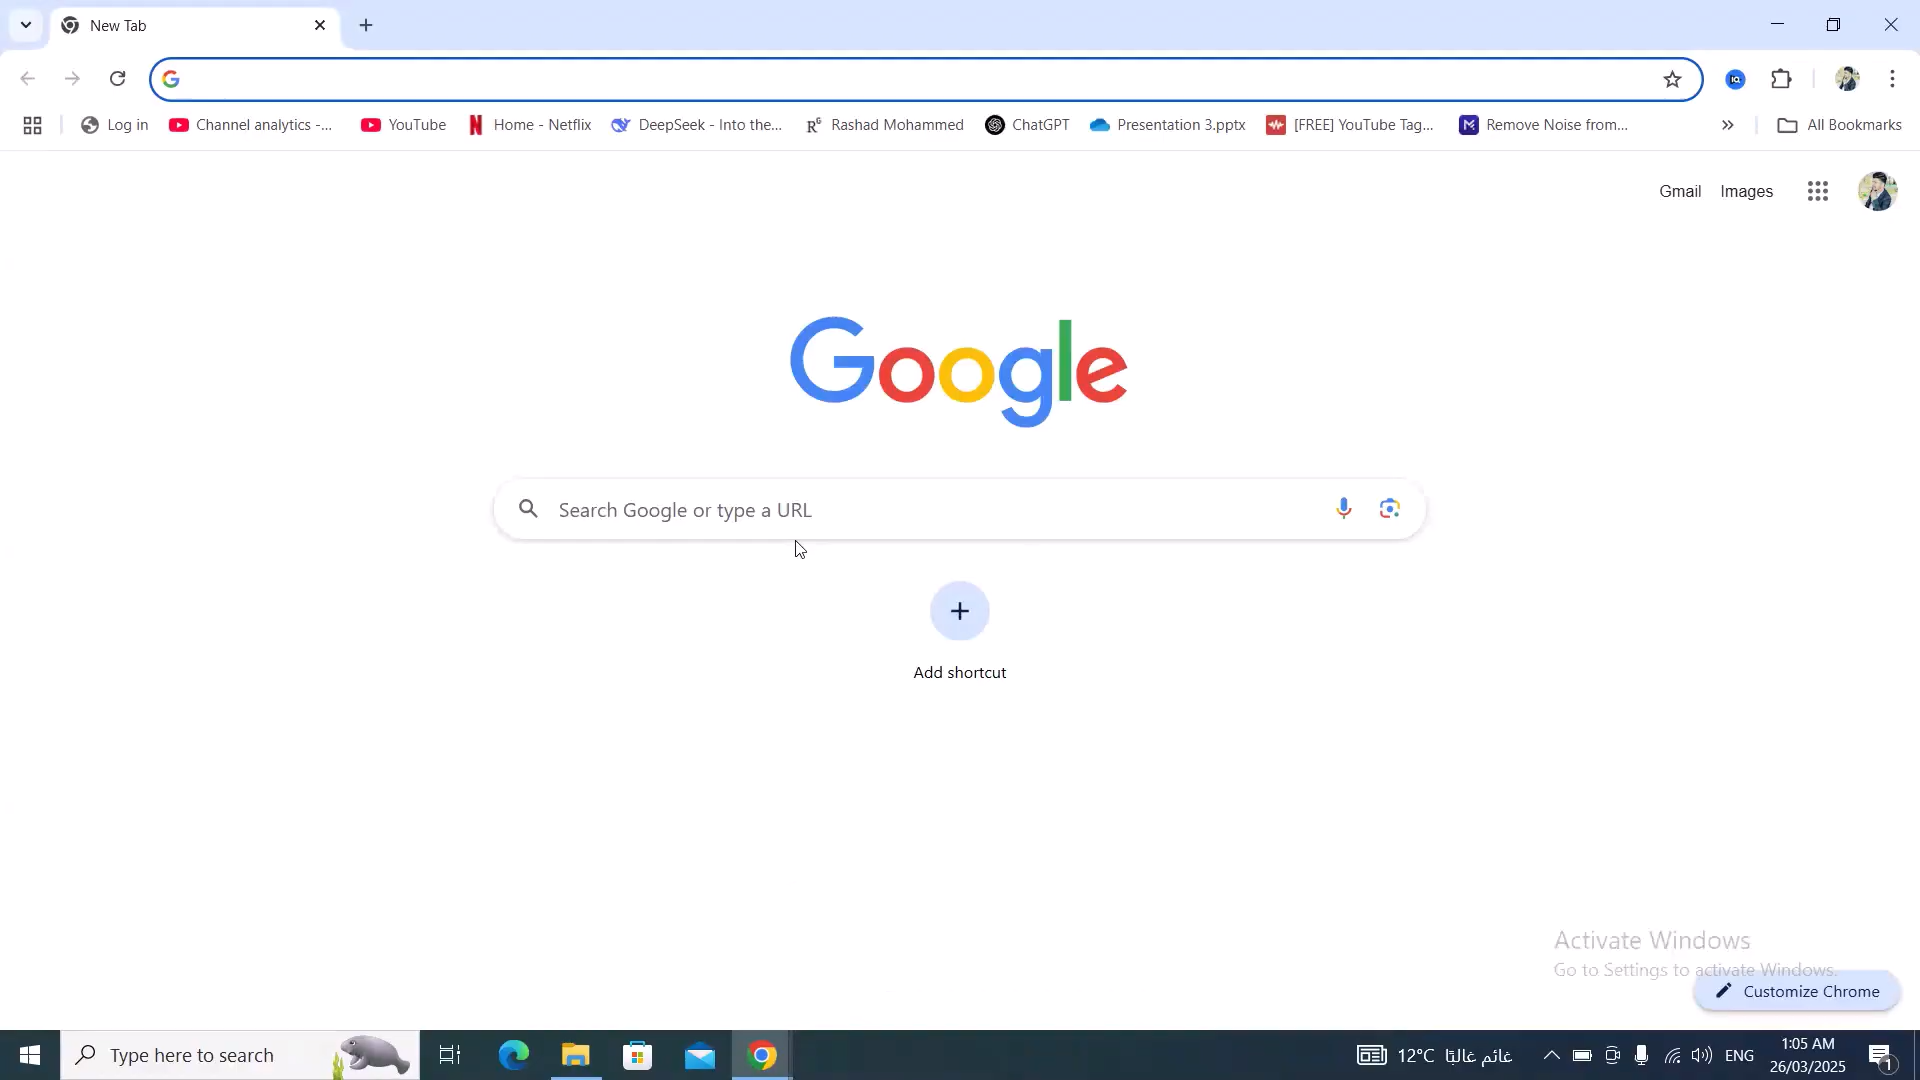 New Tab
Log in
Channel analytics -...
YouTube
Home - Netflix
DeepSeek - Into the...
Rashad Mohammed
ChatGPT
Presentation 3.pptx
[FREE] YouTube Tag...
Remove Noise from...
All Bookmarks
Gmail
Images
Google
Search Google or type a URL
Add shortcut
Activate Windows
Go to Settings to activate Windows.
Customize Chrome
Type here to search
12°C غائم غالبًا
ENG
1:05 AM
26/03/2025
1